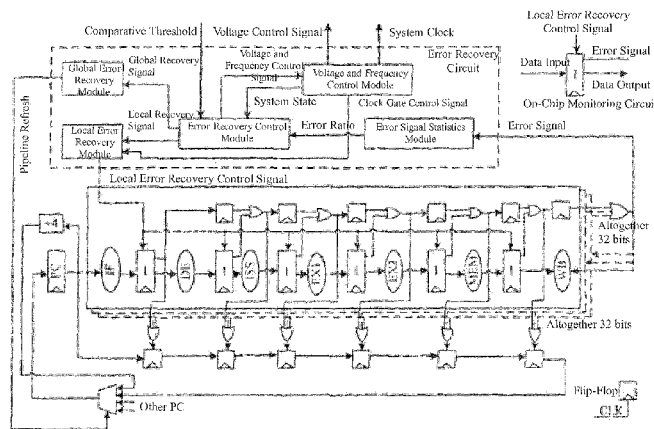 Comparative Threshold
Voltage Control Signal
System Clock
Local Error Recovery
Control Signal
Error Signal
Data Input
Data Output
On-Chip Monitoring Circui
Error Recovery
Circuit
Global Error
Recovery
Module
Global Recovery
Signal
Voltage and
Frequency Control
Signal
Voltage and Frequency
Control Module
System State
Clock Gate Control Signal
Local Error
Recovery
Module
Local Recovery
Signal
Error Recovery Control
Module
Error Ratio
Error Signal Statistics
Module
Error Signal
Pipeline Refresh
Local Error Recovery Control Signal
Altogether
32 bits
+4
PC
IF
DE
ISS
EX1
EX2
MEM
WB
Altogether 32 bits
Other PC
Flip-Flop
CLK